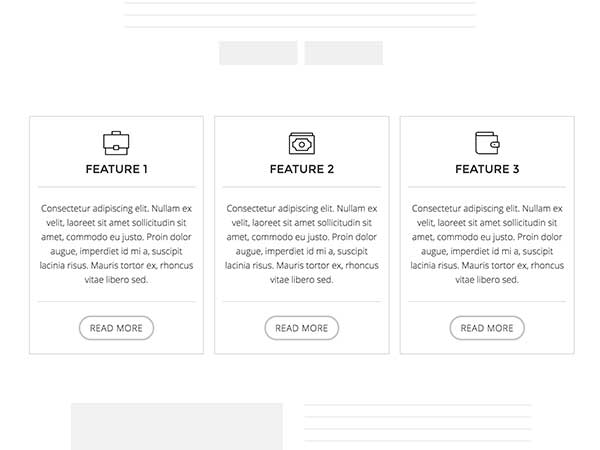 FEATURE 1
Consectetur adipiscing elit. Nullam ex
velit, laoreet sit amet sollicitudin sit
amet, commodo eu justo. Proin dolor
augue, imperdiet id mi a, suscipit
lacinia risus. Mauris tortor ex, rhoncus
vitae libero sed.
READ MORE
FEATURE 2
Consectetur adipiscing elit. Nullam ex
velit, laoreet sit amet sollicitudin sit
amet, commodo eu justo. Proin dolor
augue, imperdiet id mi a, suscipit
lacinia risus. Mauris tortor ex, rhoncus
vitae libero sed.
READ MORE
FEATURE 3
Consectetur adipiscing elit. Nullam ex
velit, laoreet sit amet sollicitudin sit
amet, commodo eu justo. Proin dolor
augue, imperdiet id mi a, suscipit
lacinia risus. Mauris tortor ex, rhoncus
vitae libero sed.
READ MORE